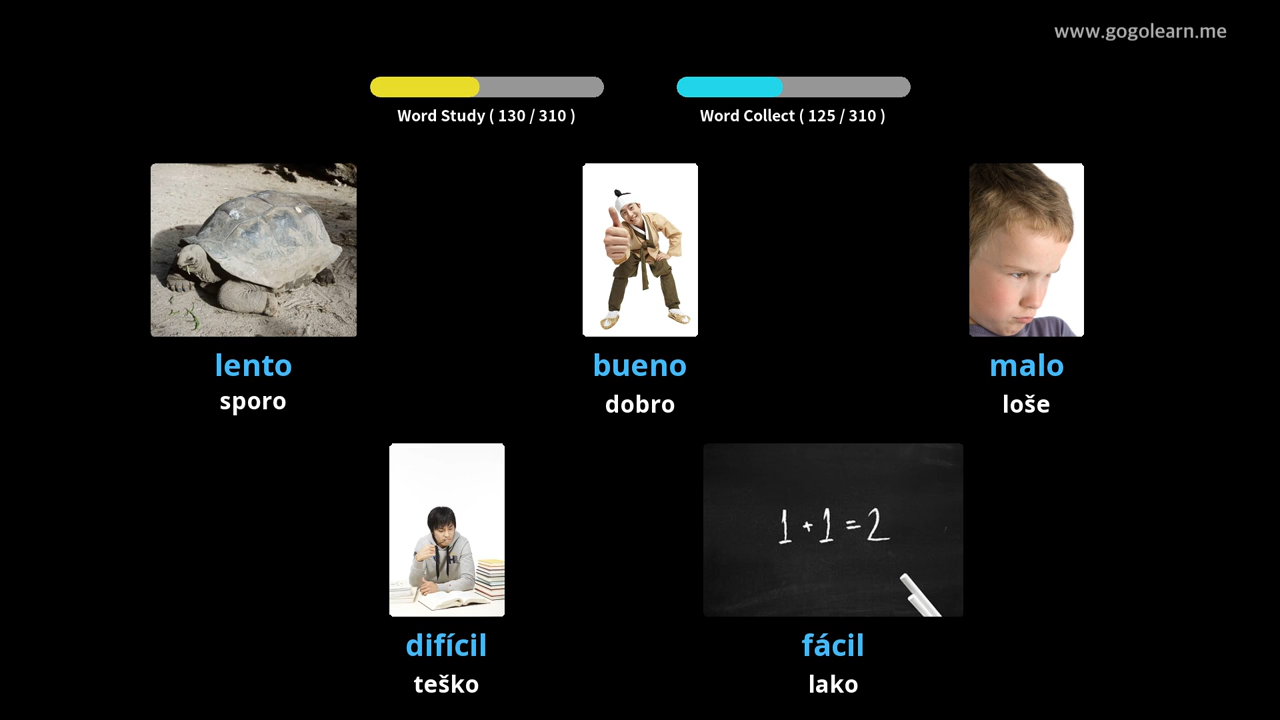 www.gogolearn.me
Word Study ( 130 / 310 )
Word Collect ( 125 / 310 )
lento
sporo
bueno
dobro
malo
loše
1 + 1 = 2
difícil
teško
fácil
lako